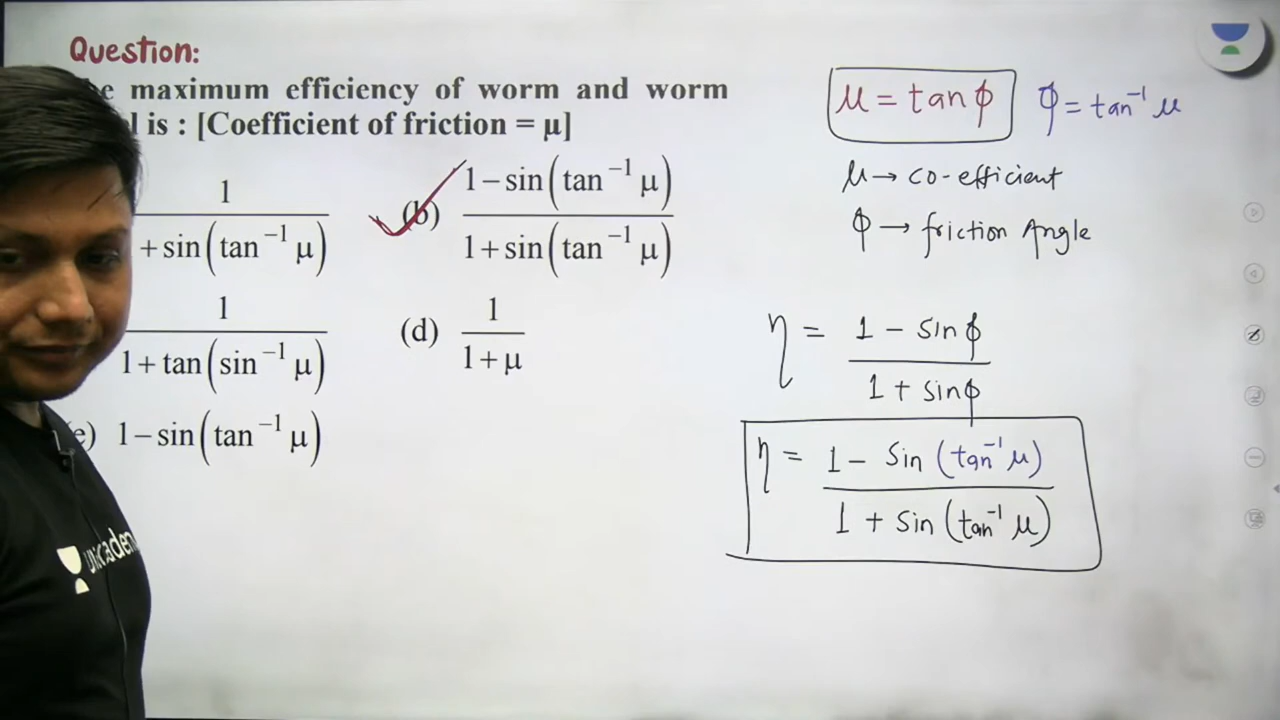 Question:
maximum efficiency of worm and worm
is : [Coefficient of friction = μ]
1
+ sin(tan⁻¹ μ)
(b) 1 − sin(tan⁻¹ μ)
1 + sin(tan⁻¹ μ)
1
1 + tan(sin⁻¹ μ)
(d) 1
1 + μ
e) 1 − sin(tan⁻¹ μ)
μ = tan φ φ = tan⁻¹ μ
μ → co-efficient
φ → friction Angle
η = 1 - sin φ
1 + sin φ
η = 1 - Sin (tan⁻¹ μ)
1 + Sin (tan⁻¹ μ)
unacademy